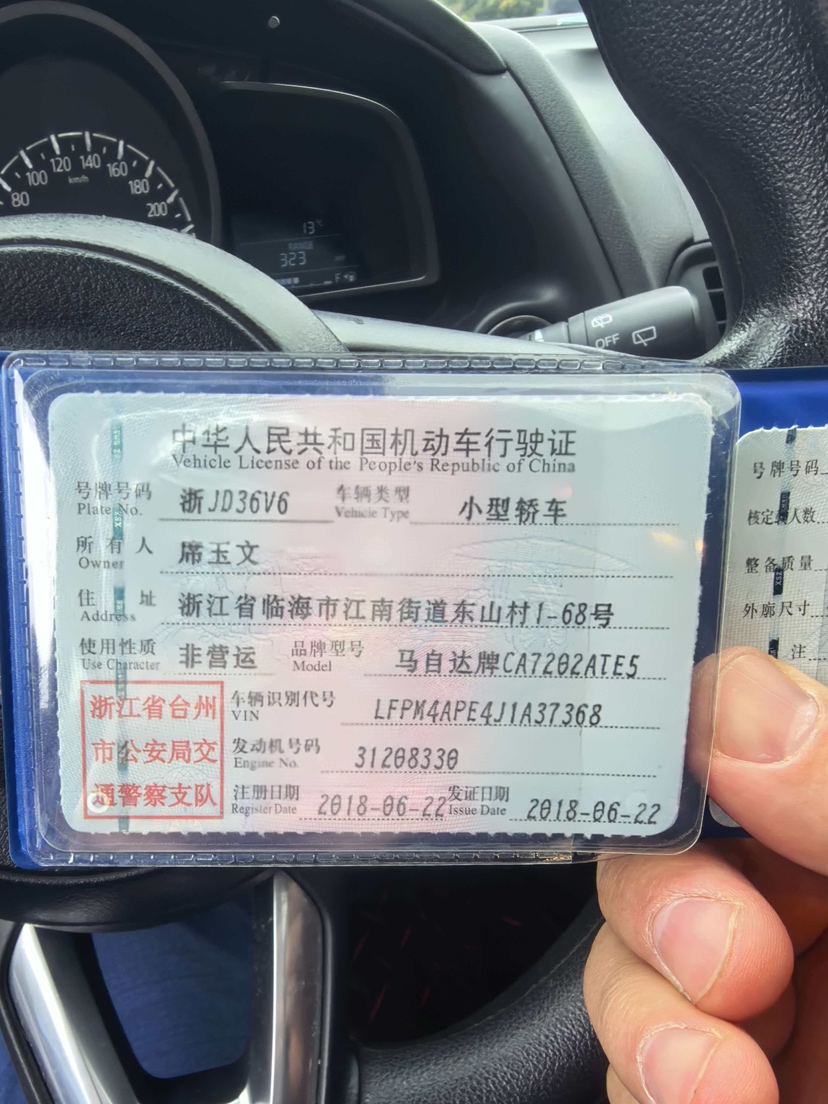 80 100 120 140 160 180 200
km/h
13℃
RANGE
323
F
OFF
中华人民共和国机动车行驶证
Vehicle License of the People's Republic of China
号牌号码 浙JD36V6 车辆类型 小型轿车
Plate No. Vehicle Type
所有人 席玉文
Owner
住址 浙江省临海市江南街道东山村1-68号
Address
使用性质 非营运 品牌型号 马自达牌CA7202ATE5
Use Character Model
浙江省台州
市公安局交
通警察支队
车辆识别代号 LFPM4APE4J1A37368
VIN
发动机号码 31208330
Engine No.
注册日期 2018-06-22 发证日期 2018-06-22
Register Date Issue Date
号牌号码
核定载人数
整备质量
外廓尺寸
注